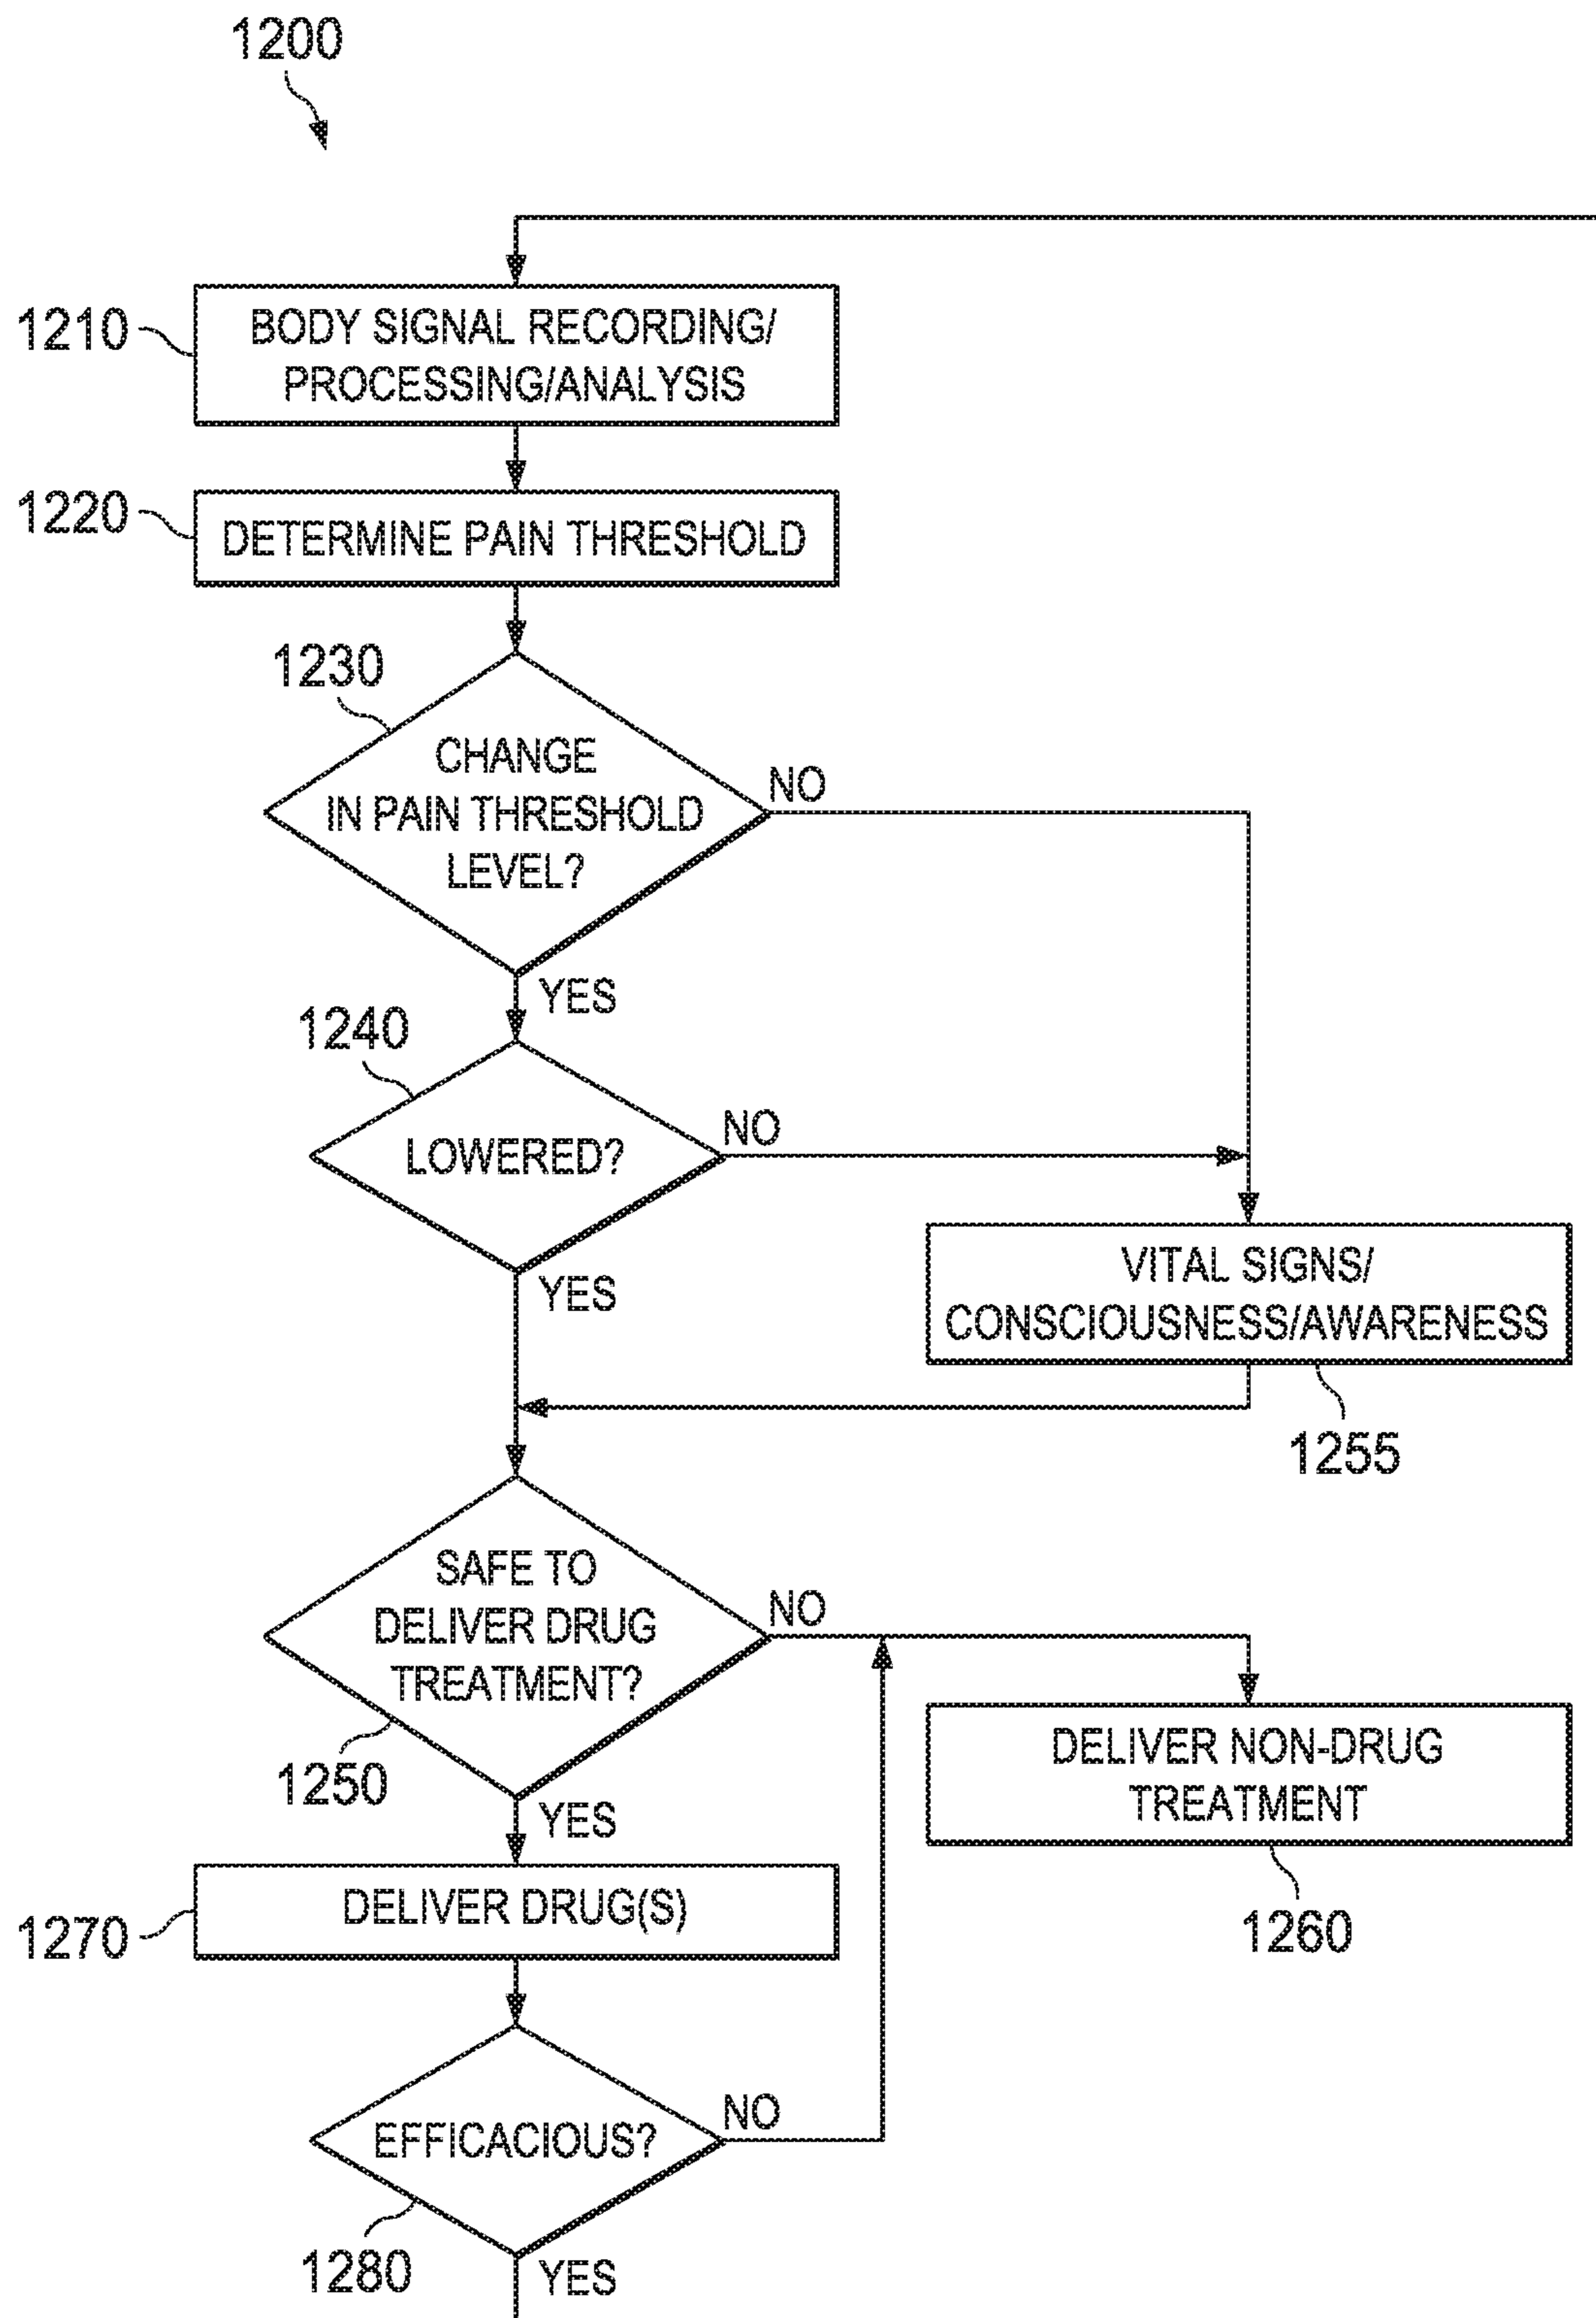 1200
1210
BODY SIGNAL RECORDING/
PROCESSING/ANALYSIS
1220
DETERMINE PAIN THRESHOLD
1230
CHANGE
IN PAIN THRESHOLD
LEVEL?
NO
YES
1240
LOWERED?
NO
YES
VITAL SIGNS/
CONSCIOUSNESS/AWARENESS
1255
SAFE TO
DELIVER DRUG
TREATMENT?
NO
1250
YES
DELIVER NON-DRUG
TREATMENT
1260
1270
DELIVER DRUG(S)
EFFICACIOUS?
NO
1280
YES